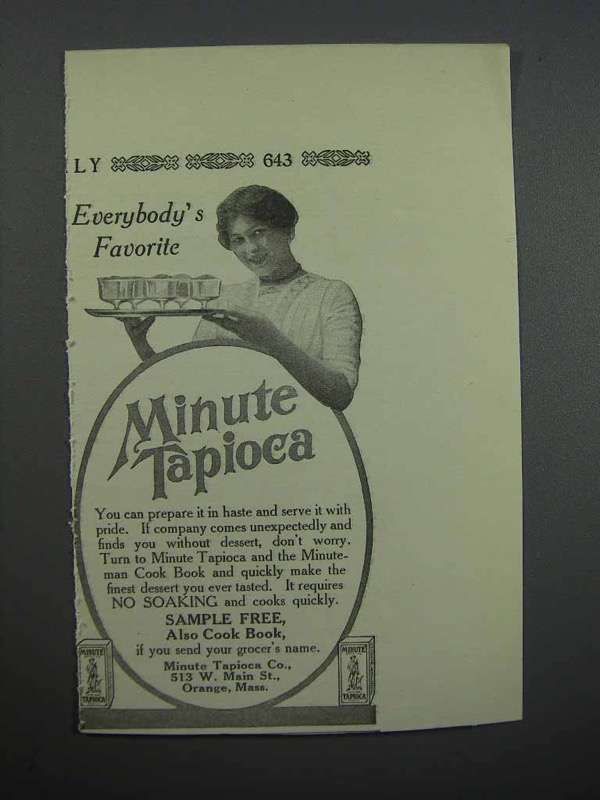 LY 643
Everybody's
Favorite
Minute
Tapioca
You can prepare it in haste and serve it with
pride. If company comes unexpectedly and
finds you without dessert, don't worry.
Turn to Minute Tapioca and the Minute-
man Cook Book and quickly make the
finest dessert you ever tasted. It requires
NO SOAKING and cooks quickly.
SAMPLE FREE,
Also Cook Book,
if you send your grocer's name.
Minute Tapioca Co.,
513 W. Main St.,
Orange, Mass.
MINUTE
TAPIOCA
MINUTE
TAPIOCA